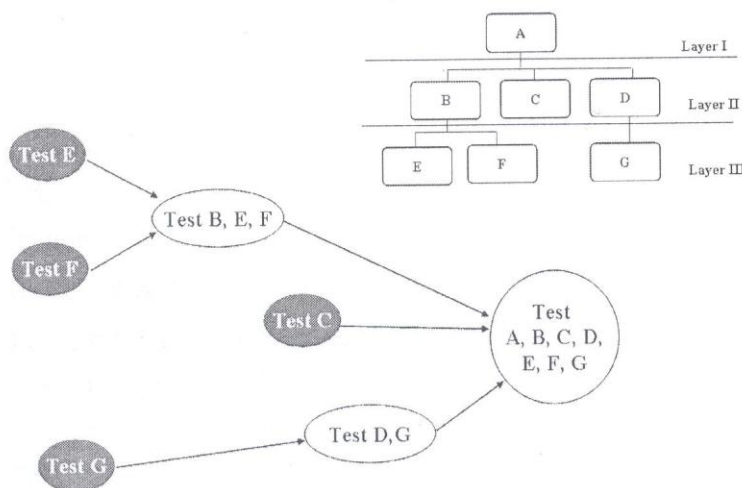 A
Layer I
B
C
D
Layer II
E
F
G
Layer III
Test E
Test B, E, F
Test F
Test C
Test
A, B, C, D,
E, F, G
Test D,G
Test G